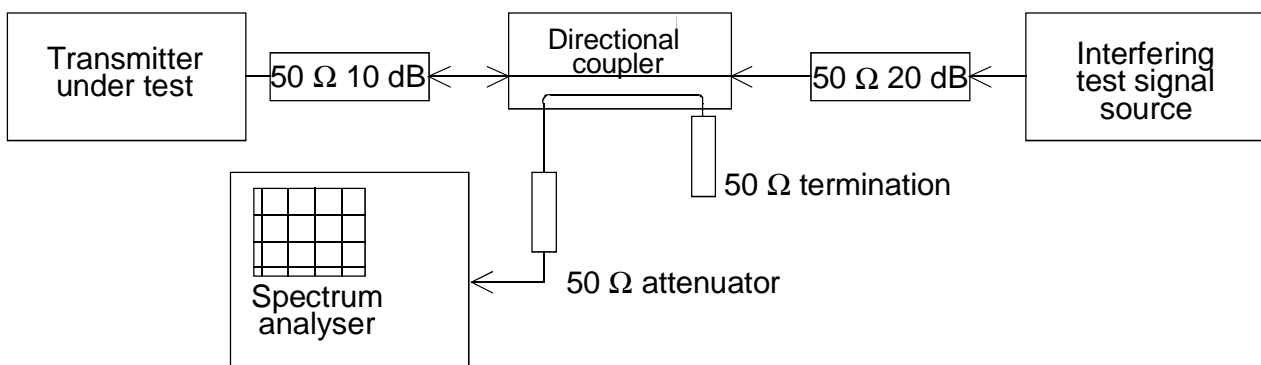 Transmitter
under test
50 Ω 10 dB
Directional
coupler
50 Ω 20 dB
Interfering
test signal
source
50 Ω termination
50 Ω attenuator
Spectrum
analyser